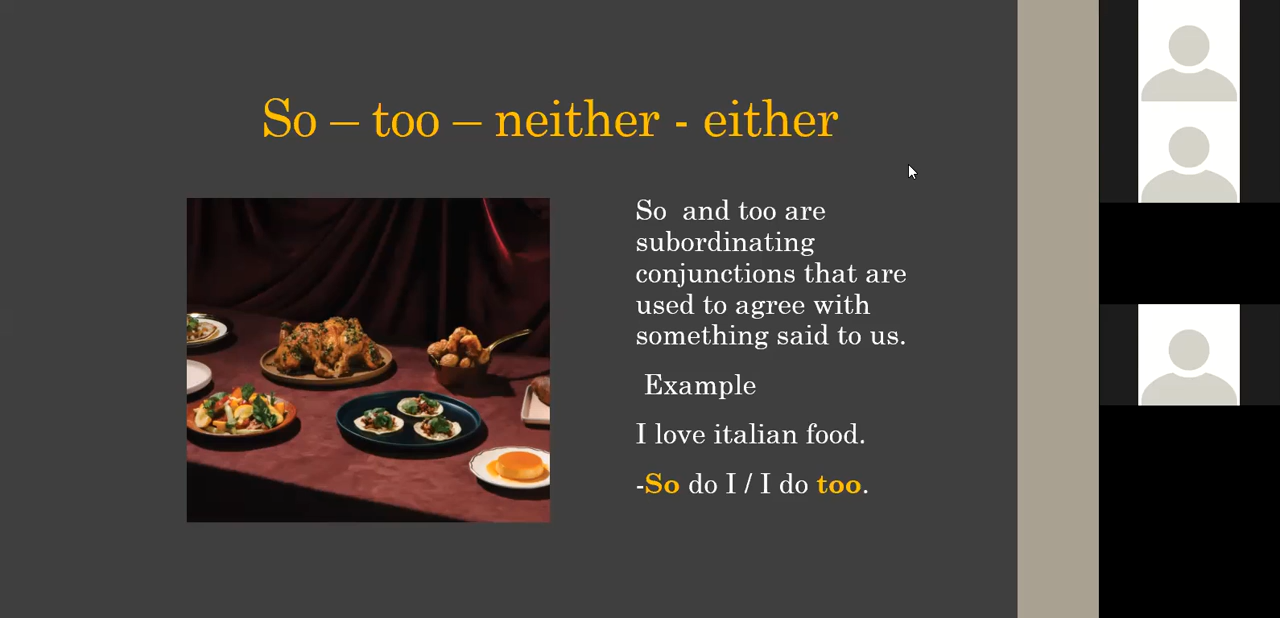 So – too – neither - either
So and too are
subordinating
conjunctions that are
used to agree with
something said to us.
Example
I love italian food.
-So do I / I do too.